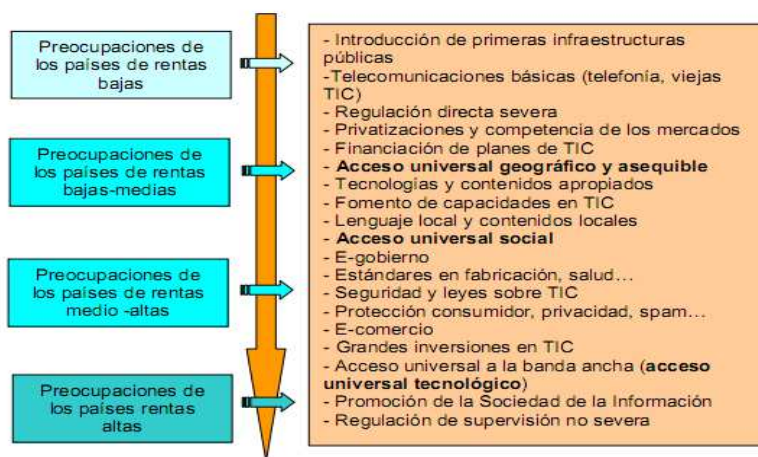 Preocupaciones de
los países de rentas
bajas
Preocupaciones de
los países de rentas
bajas-medias
Preocupaciones de
los países de rentas
medio -altas
Preocupaciones de
los países rentas
altas
- Introducción de primeras infraestructuras
públicas
-Telecomunicaciones básicas (telefonía, viejas
TIC)
- Regulación directa severa
- Privatizaciones y competencia de los mercados
- Financiación de planes de TIC
- Acceso universal geográfico y asequible
- Tecnologías y contenidos apropiados
- Fomento de capacidades en TIC
- Lenguaje local y contenidos locales
- Acceso universal social
- E-gobierno
- Estándares en fabricación, salud…
- Seguridad y leyes sobre TIC
- Protección consumidor, privacidad, spam…
- E-comercio
- Grandes inversiones en TIC
- Acceso universal a la banda ancha (acceso
universal tecnológico)
- Promoción de la Sociedad de la Información
- Regulación de supervisión no severa